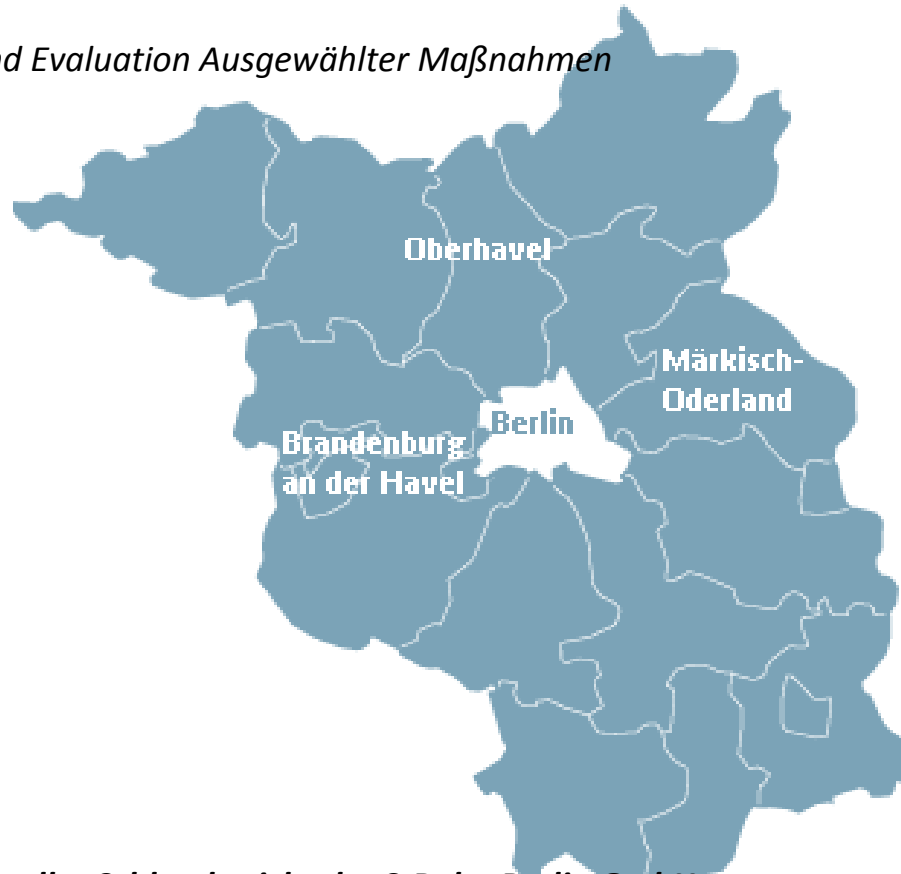 nd Evaluation Ausgewählter Maßnahmen
Oberhavel
Märkisch-
Oderland
Berlin
Brandenburg
an der Havel